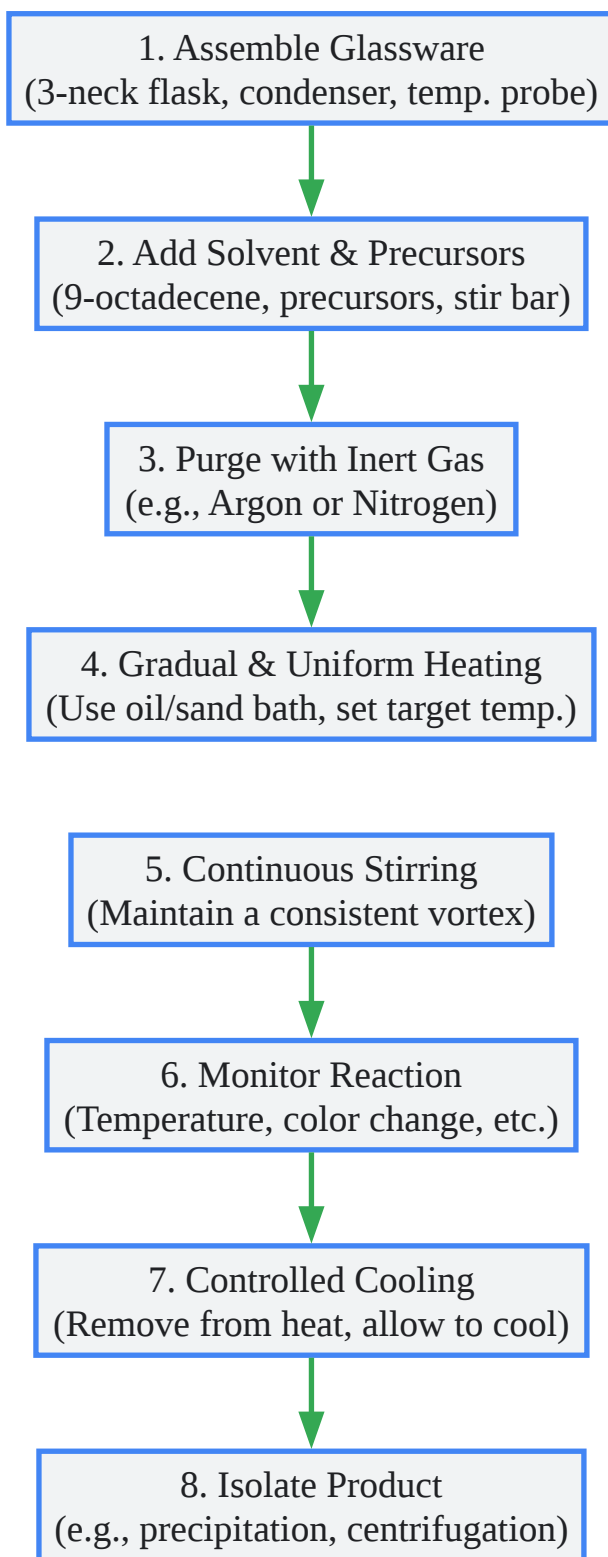 1. Assemble Glassware
(3-neck flask, condenser, temp. probe)
2. Add Solvent & Precursors
(9-octadecene, precursors, stir bar)
3. Purge with Inert Gas
(e.g., Argon or Nitrogen)
4. Gradual & Uniform Heating
(Use oil/sand bath, set target temp.)
5. Continuous Stirring
(Maintain a consistent vortex)
6. Monitor Reaction
(Temperature, color change, etc.)
7. Controlled Cooling
(Remove from heat, allow to cool)
8. Isolate Product
(e.g., precipitation, centrifugation)